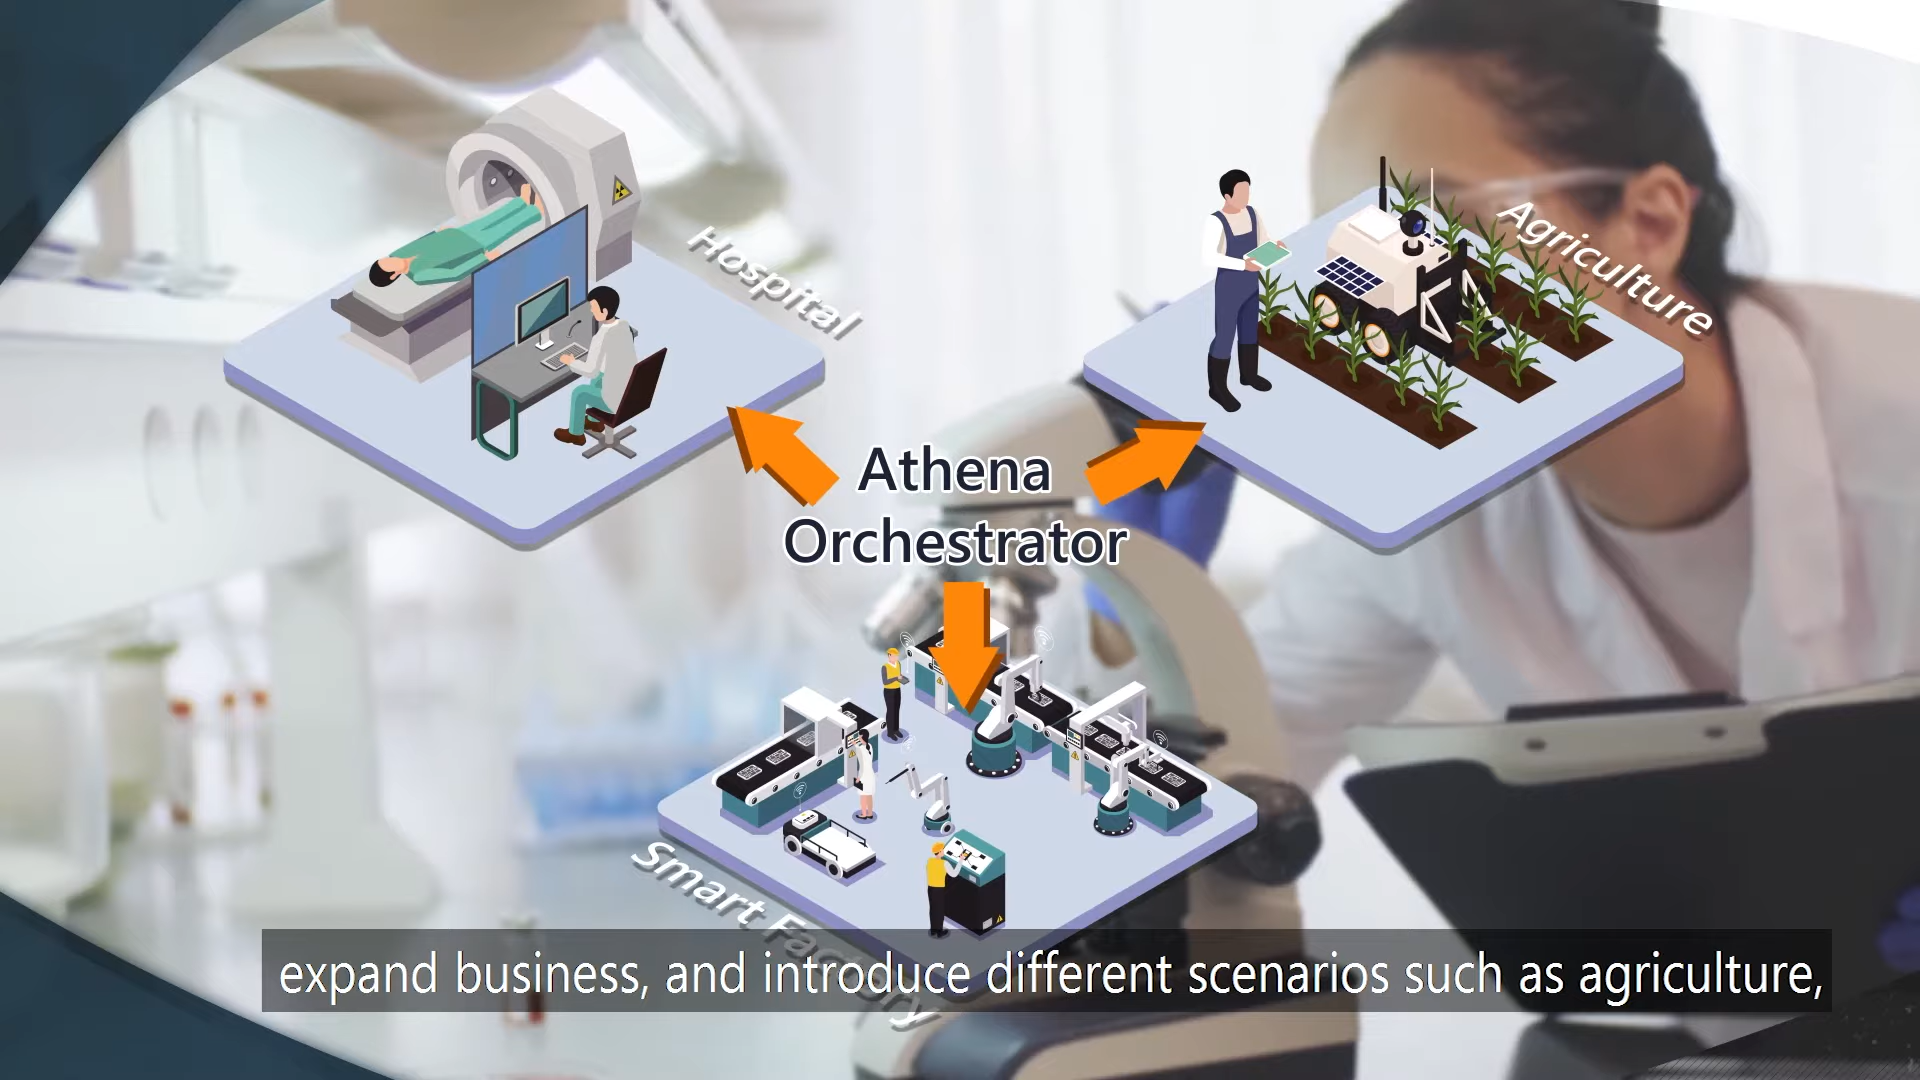 Hospital
Agriculture
Athena
Orchestrator
Smart Factory
expand business, and introduce different scenarios such as agriculture,